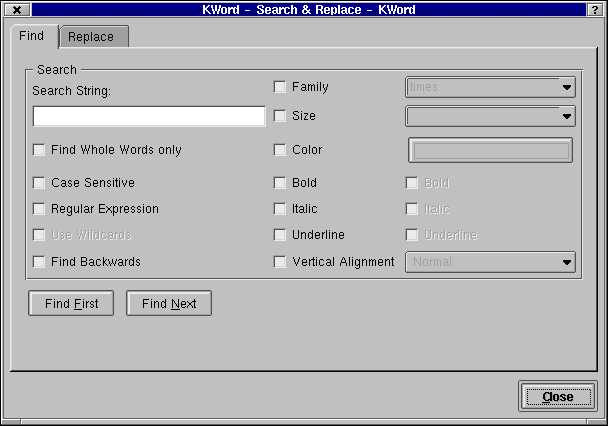 KWord - Search & Replace - KWord
Find
Replace
Search
Search String:
Family
times
Size
Find Whole Words only
Color
Case Sensitive
Bold
Bold
Regular Expression
Italic
Italic
Use Wildcards
Underline
Underline
Find Backwards
Vertical Alignment
Normal
Find First
Find Next
Close